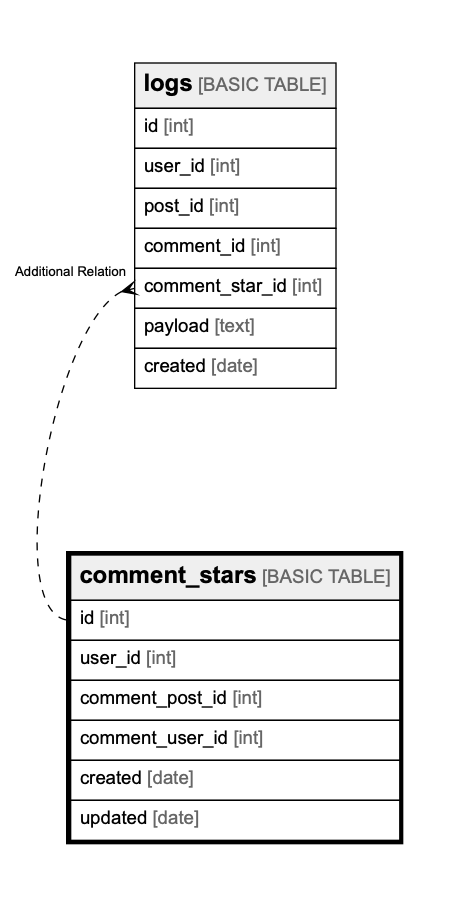 logs [BASIC TABLE]
id [int]
user_id [int]
post_id [int]
comment_id [int]
Additional Relation
comment_star_id [int]
payload [text]
created [date]
comment_stars [BASIC TABLE]
id [int]
user_id [int]
comment_post_id [int]
comment_user_id [int]
created [date]
updated [date]